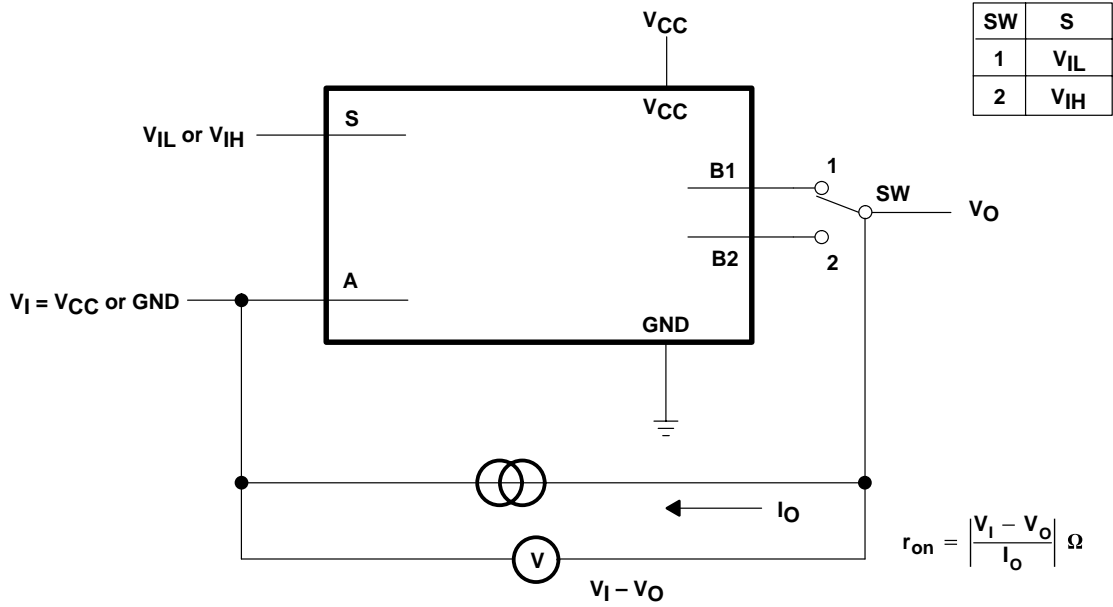 VCC
SW S
1 VIL
2 VIH
VCC
S
VIL or VIH
B1
1
SW
VO
B2
2
A
VI = VCC or GND
GND
IO
V
VI – VO
ron = |VI – VO / IO| Ω